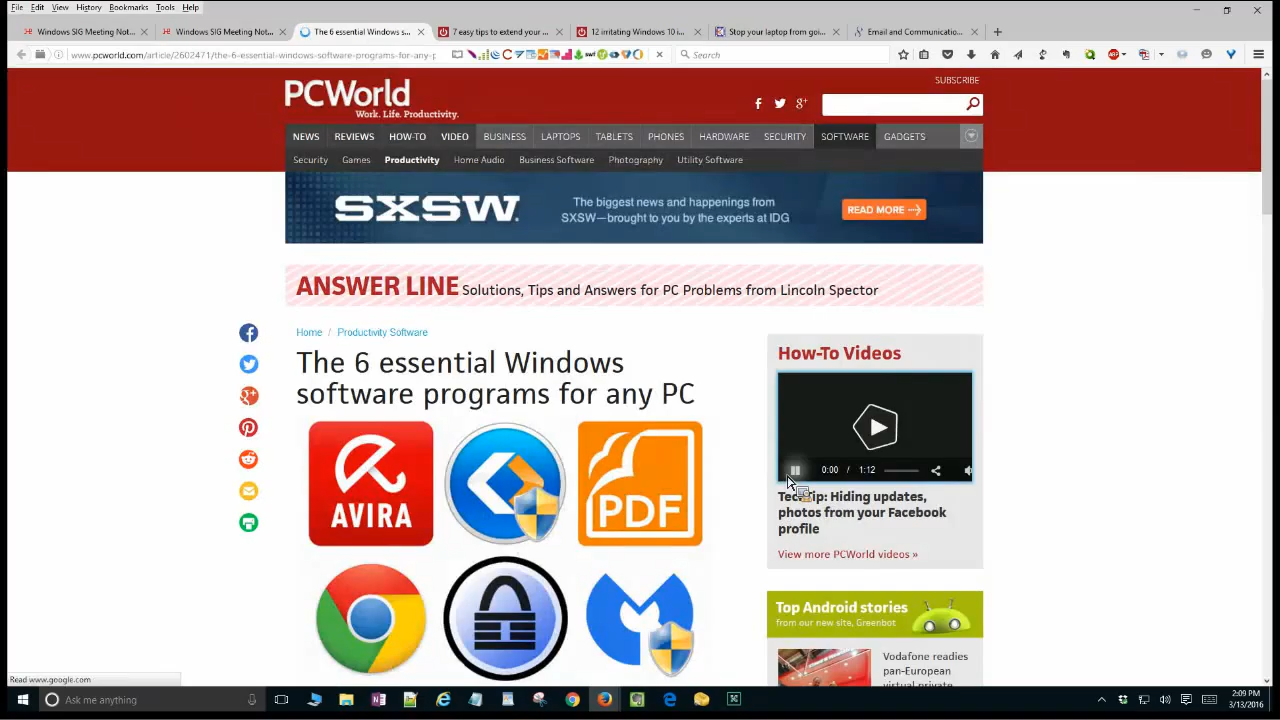 File Edit View History Bookmarks Tools Help
Windows SIG Meeting Not...
Windows SIG Meeting Not...
The 6 essential Windows s...
7 easy tips to extend your ...
12 irritating Windows 10 i...
Stop your laptop from goi...
Email and Communicatio...
www.pcworld.com/article/2602471/the-6-essential-windows-software-programs-for-any-p
Search
ABP
SUBSCRIBE
PCWorld
Work. Life. Productivity.
NEWS REVIEWS HOW-TO VIDEO BUSINESS LAPTOPS TABLETS PHONES HARDWARE SECURITY SOFTWARE GADGETS
Security Games Productivity Home Audio Business Software Photography Utility Software
SXSW.
The biggest news and happenings from
SXSW—brought to you by the experts at IDG
READ MORE
ANSWER LINE Solutions, Tips and Answers for PC Problems from Lincoln Spector
Home / Productivity Software
The 6 essential Windows
software programs for any PC
AVIRA
PDF
How-To Videos
0:00 / 1:12
Tech Tip: Hiding updates,
photos from your Facebook
profile
View more PCWorld videos »
Top Android stories
from our new site, Greenbot
Vodafone readies
pan-European
virtual private
Read www.google.com
Ask me anything
2:09 PM
3/13/2016